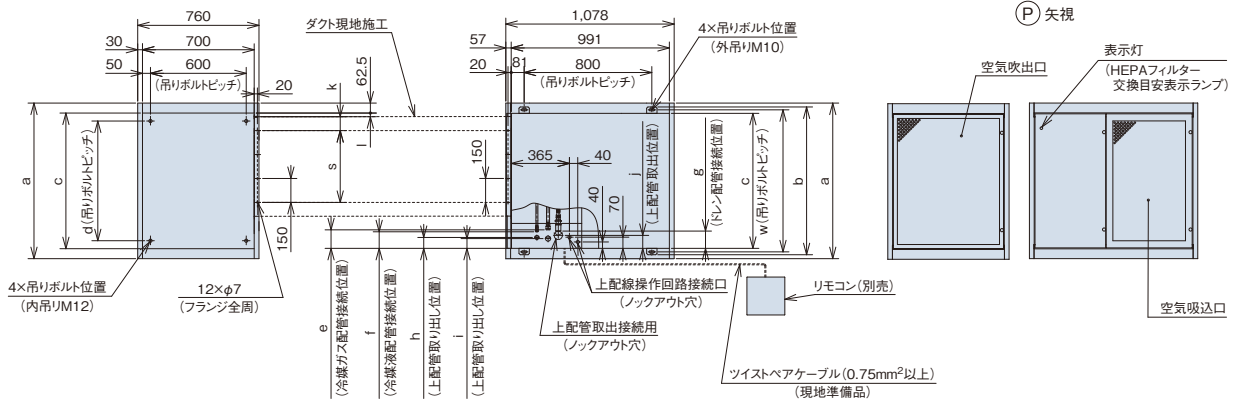 760
30
700
50
600
(吊りボルトピッチ)
20
62.5
k
l
s
a
c
d(吊りボルトピッチ)
150
150
4×吊りボルト位置
(内吊りM12)
12×φ7
(フランジ全周)
ダクト現地施工
1,078
57
991
20
81
800
(吊りボルトピッチ)
4×吊りボルト位置
(外吊りM10)
150
365
40
40
70
j
(上配管取出位置)
g
(ドレン配管接続位置)
c
w(吊りボルトピッチ)
b
a
e
(冷媒ガス配管接続位置)
f
(冷媒液配管接続位置)
h
(上配管取り出し位置)
i
(上配管取り出し位置)
上配線操作回路接続口
(ノックアウト穴)
上配管取出接続用
(ノックアウト穴)
リモコン(別売)
ツイストペアケーブル(0.75mm²以上)
(現地準備品)
P 矢視
空気吹出口
表示灯
(HEPAフィルター
交換目安表示ランプ)
空気吸込口